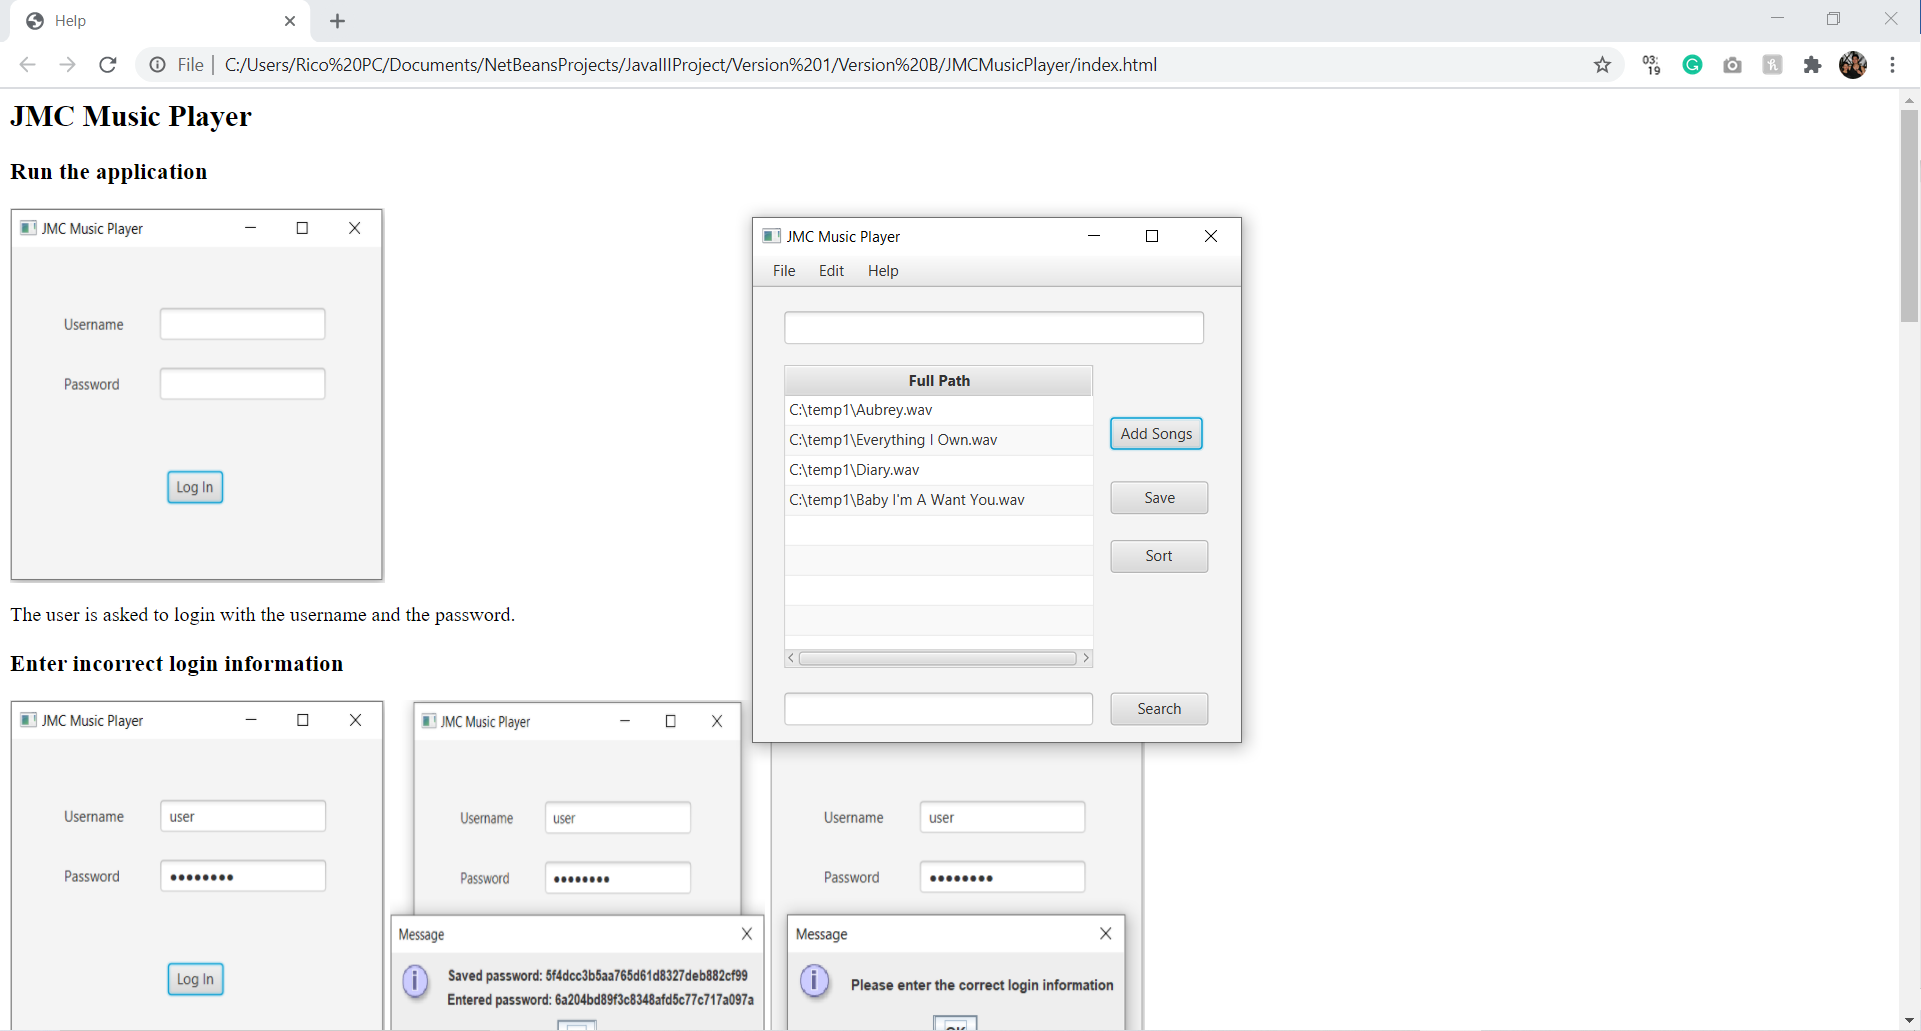 Help
File
C:/Users/Rico%20PC/Documents/NetBeansProjects/JavaIIIProject/Version%201/Version%20B/JMCMusicPlayer/index.html
03:
19
JMC Music Player
Run the application
JMC Music Player
Username
Password
Log In
The user is asked to login with the username and the password.
JMC Music Player
File Edit Help
Full Path
C:\temp1\Aubrey.wav
C:\temp1\Everything I Own.wav
C:\temp1\Diary.wav
C:\temp1\Baby I'm A Want You.wav
Add Songs
Save
Sort
Search
Enter incorrect login information
JMC Music Player
Username user
Password ••••••••
Log In
JMC Music Player
Username user
Password ••••••••
Message
Saved password: 5f4dcc3b5aa765d61d8327deb882cf99
Entered password: 6a204bd89f3c8348afd5c77c717a097a
Username user
Password ••••••••
Message
Please enter the correct login information
OK